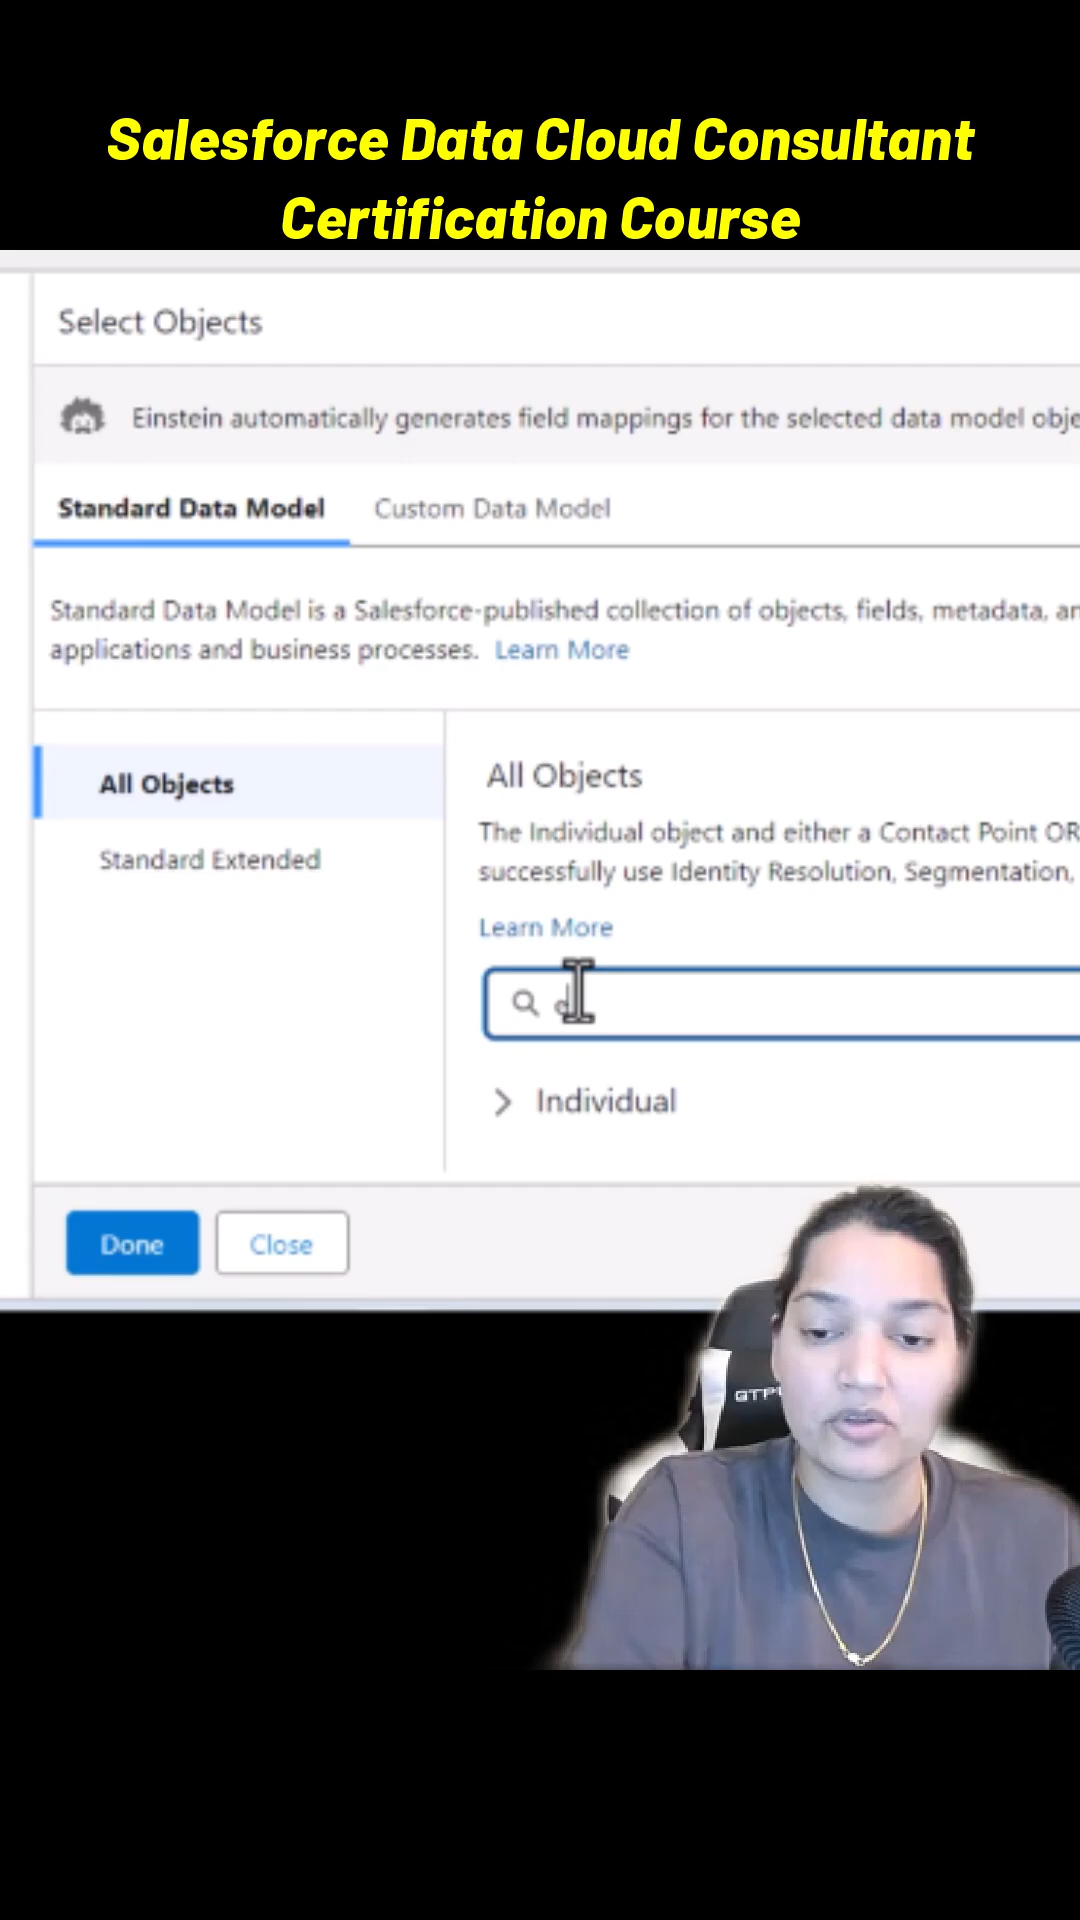 Salesforce Data Cloud Consultant
Certification Course
Select Objects
Einstein automatically generates field mappings for the selected data model obje
Standard Data Model
Custom Data Model
Standard Data Model is a Salesforce-published collection of objects, fields, metadata, an
applications and business processes. Learn More
All Objects
Standard Extended
All Objects
The Individual object and either a Contact Point OR
successfully use Identity Resolution, Segmentation,
Learn More
Individual
Done
Close
GTP